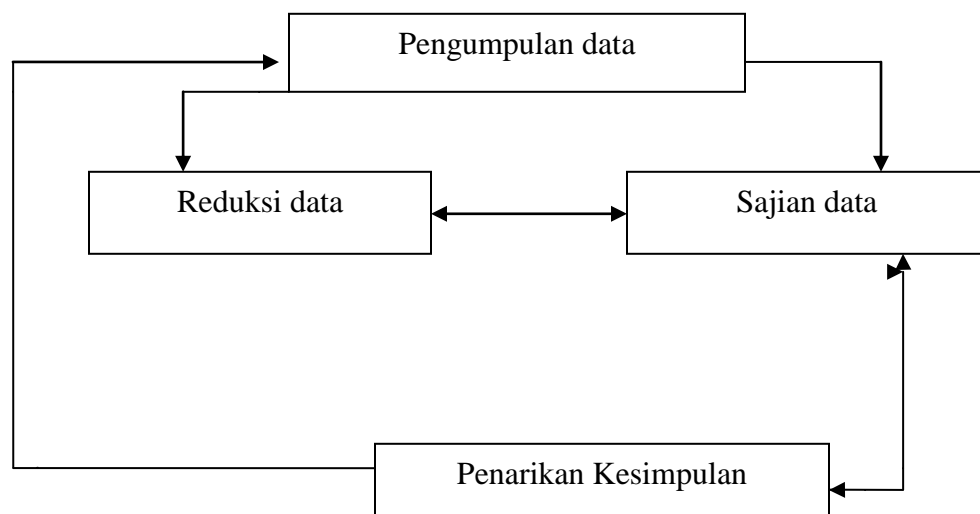 Pengumpulan data
Reduksi data
Sajian data
Penarikan Kesimpulan